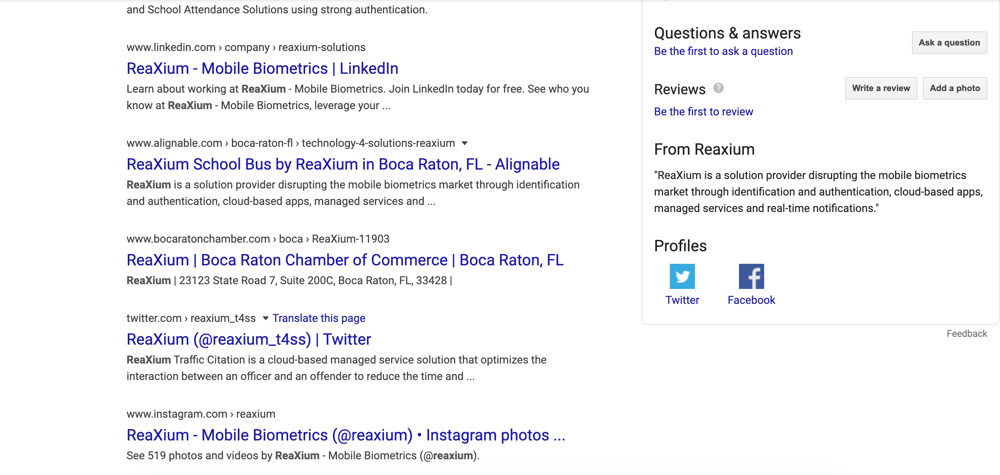 and School Attendance Solutions using strong authentication.
www.linkedin.com › company › reaxium-solutions
ReaXium - Mobile Biometrics | LinkedIn
Learn about working at ReaXium - Mobile Biometrics. Join LinkedIn today for free. See who you
know at ReaXium - Mobile Biometrics, leverage your ...
www.alignable.com › boca-raton-fl › technology-4-solutions-reaxium
ReaXium School Bus by ReaXium in Boca Raton, FL - Alignable
ReaXium is a solution provider disrupting the mobile biometrics market through identification
and authentication, cloud-based apps, managed services and ...
www.bocaratonchamber.com › boca › ReaXium-11903
ReaXium | Boca Raton Chamber of Commerce | Boca Raton, FL
ReaXium | 23123 State Road 7, Suite 200C, Boca Raton, FL, 33428 |
twitter.com › reaxium_t4ss Translate this page
ReaXium (@reaxium_t4ss) | Twitter
ReaXium Traffic Citation is a cloud-based managed service solution that optimizes the
interaction between an officer and an offender to reduce the time and ...
www.instagram.com › reaxium
ReaXium - Mobile Biometrics (@reaxium) • Instagram photos ...
See 519 photos and videos by ReaXium - Mobile Biometrics (@reaxium).
Questions & answers
Be the first to ask a question
Ask a question
Reviews ?
Write a review
Add a photo
Be the first to review
From Reaxium
"ReaXium is a solution provider disrupting the mobile biometrics
market through identification and authentication, cloud-based apps,
managed services and real-time notifications."
Profiles
Twitter
Facebook
Feedback